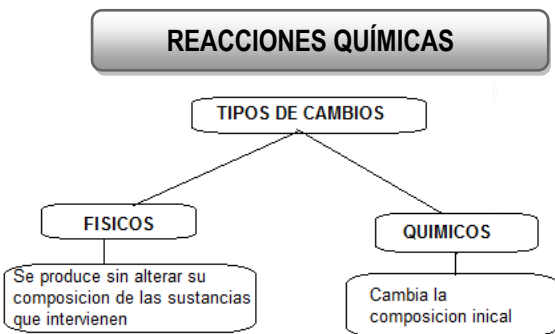 REACCIONES QUÍMICAS
TIPOS DE CAMBIOS
FISICOS
QUIMICOS
Se produce sin alterar su
composicion de las sustancias
que intervienen
Cambia la
composicion inical